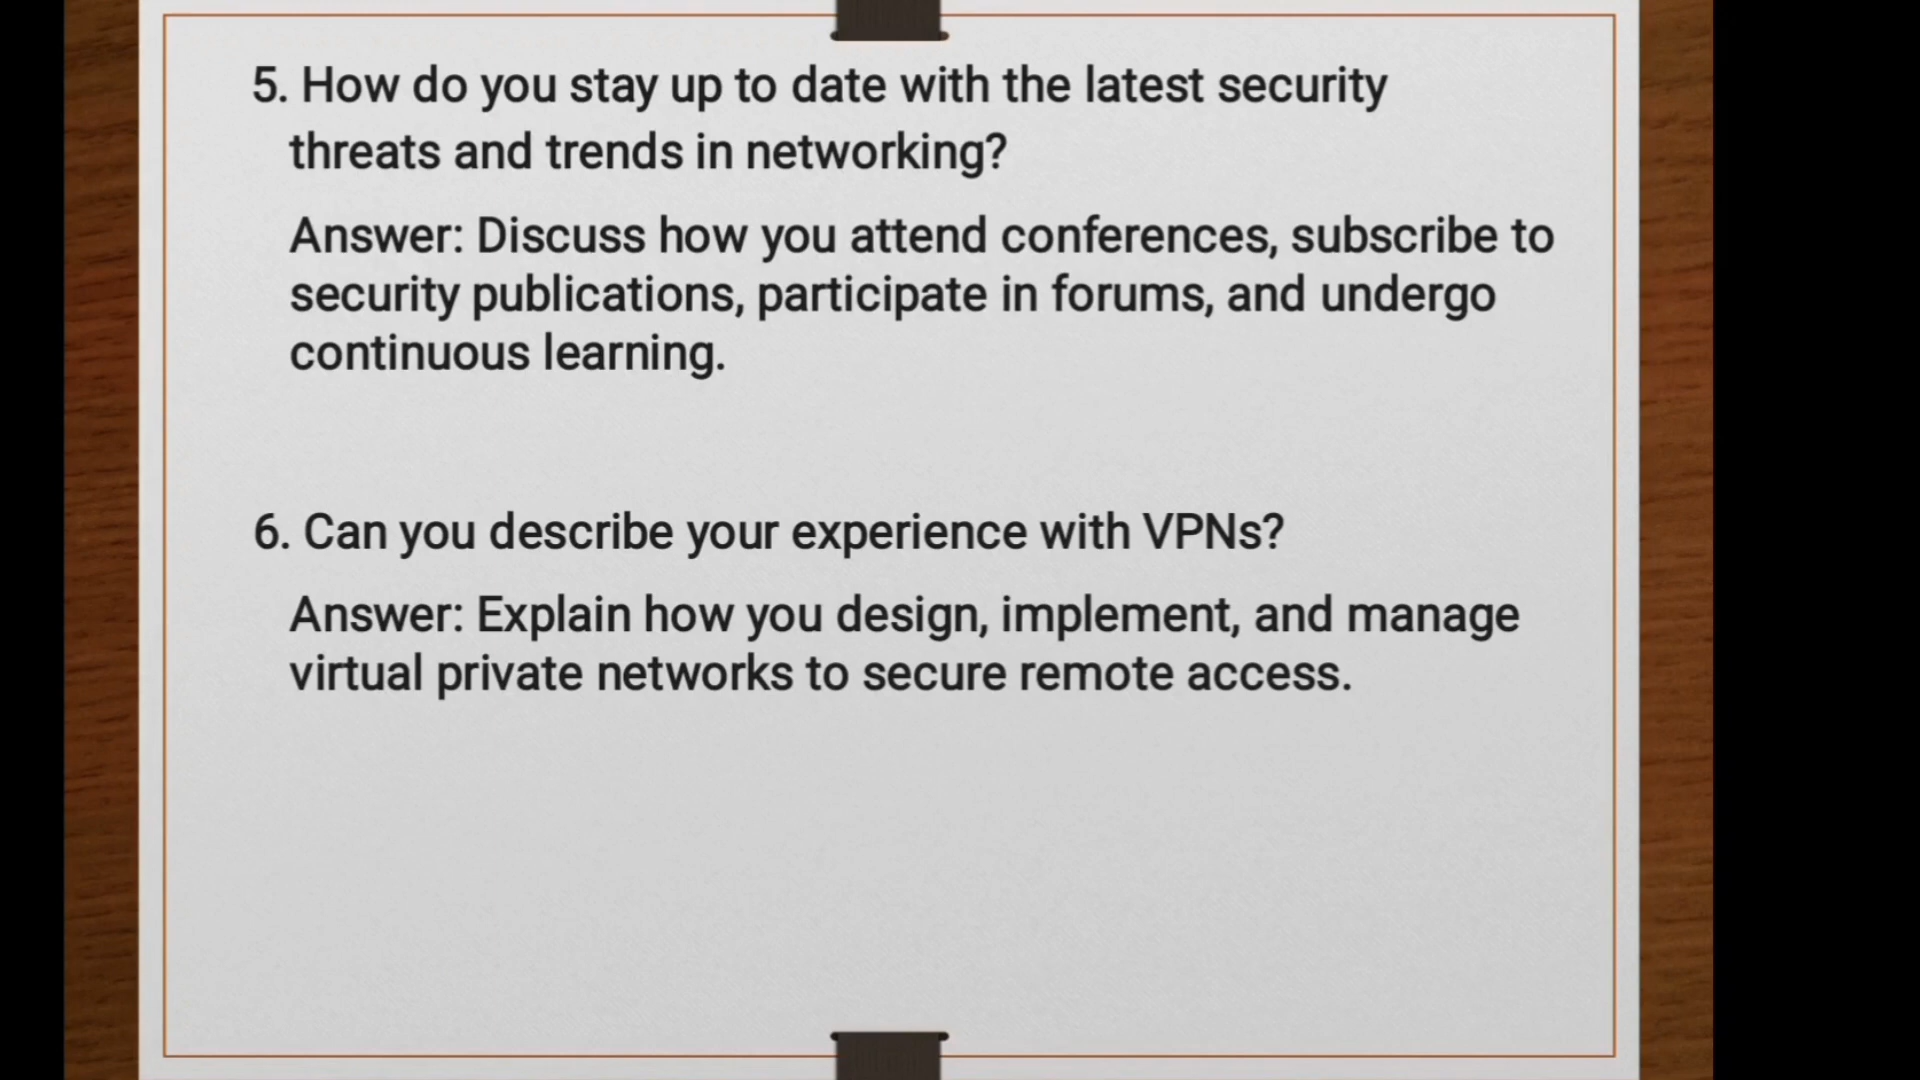 5. How do you stay up to date with the latest security
threats and trends in networking?
Answer: Discuss how you attend conferences, subscribe to
security publications, participate in forums, and undergo
continuous learning.
6. Can you describe your experience with VPNs?
Answer: Explain how you design, implement, and manage
virtual private networks to secure remote access.